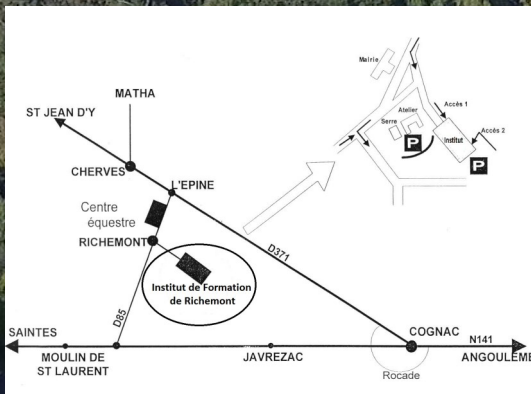 Mairie
MATHA
ST JEAN D'Y
Accès 1
Atelier
Serre
Institut
Accès 2
P
P
CHERVES
L'EPINE
Centre
équestre
RICHEMONT
D371
Institut de Formation
de Richemont
D85
SAINTES
COGNAC
N141
MOULIN DE
ST LAURENT
JAVREZAC
ANGOULEME
Rocade